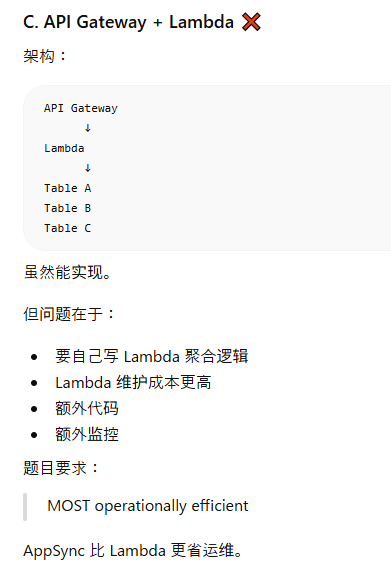 C. API Gateway + Lambda ❌
架构：
API Gateway
↓
Lambda
↓
Table A
Table B
Table C
虽然能实现。
但问题在于：
• 要自己写 Lambda 聚合逻辑
• Lambda 维护成本更高
• 额外代码
• 额外监控
题目要求：
MOST operationally efficient
AppSync 比 Lambda 更省运维。